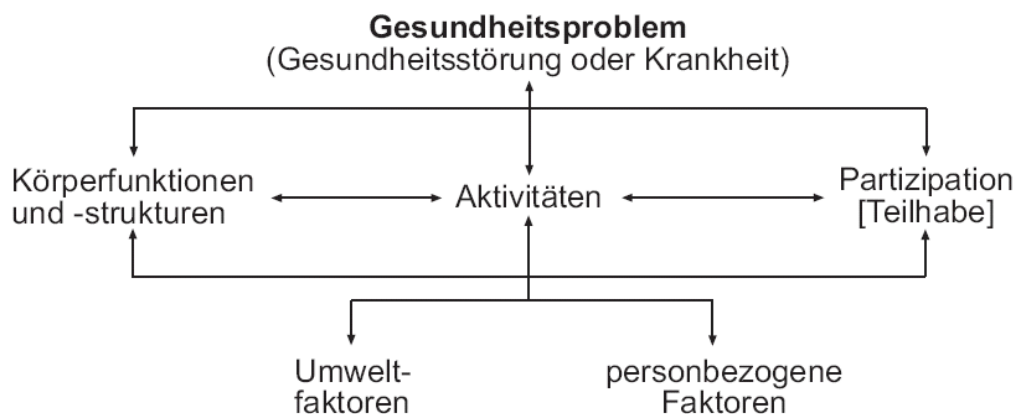 Gesundheitsproblem
(Gesundheitsstörung oder Krankheit)
Körperfunktionen
und -strukturen
Aktivitäten
Partizipation
[Teilhabe]
Umwelt-
faktoren
personbezogene
Faktoren